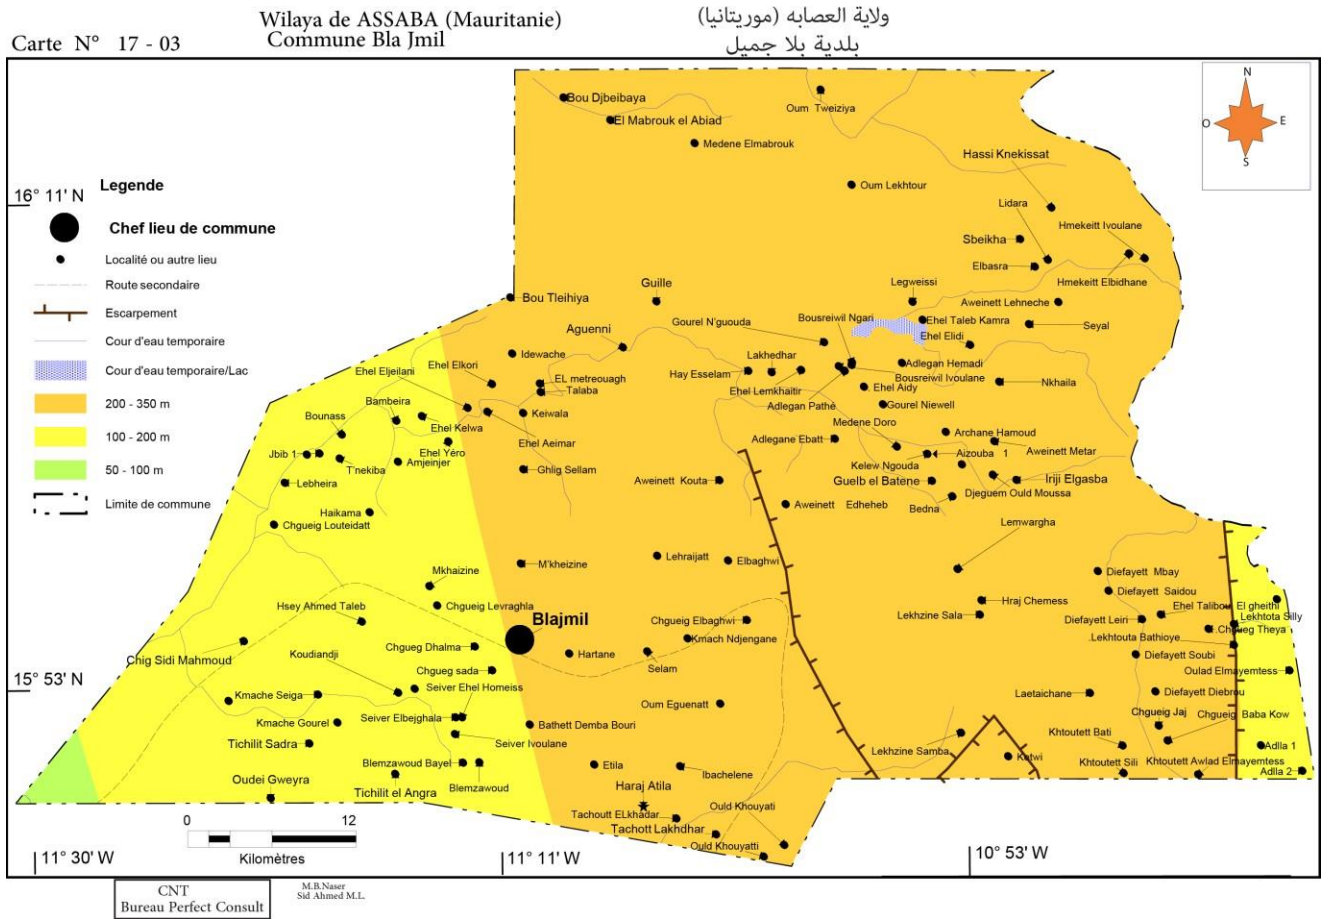 Wilaya de ASSABA (Mauritanie)
ولاية العصابه (موريتانيا)
Carte N° 17 - 03
Commune Bla Jmil
بلدية بلا جميل
N
O
E
S
Legende
Chef lieu de commune
Localité ou autre lieu
Route secondaire
Escarpement
Cour d'eau temporaire
Cour d'eau temporaire/Lac
200 - 350 m
100 - 200 m
50 - 100 m
Limite de commune
16° 11' N
15° 53' N
Bou Djbeibaya
Oum Tweiziya
El Mabrouk el Abiad
Medene Elmabrouk
Hassi Knekissat
Oum Lekhtour
Lidara
Hmekeitt Ivoulane
Sbeikha
Elbasra
Hmekeitt Elbidhane
Guille
Legweissi
Bou Tleihiya
Aweinett Lehneche
Gourel N'guouda
Bousreiwil Ngari
Ehel Taleb Kamra
Seyal
Aguenni
Ehel Elidi
Idewache
Lakhedhar
Ehel Elkori
Adlegan Hemadi
Ehel Eljeilani
Hay Esselam
EL metreouagh
Bousreiwil Ivoulane
Nkhaila
Talaba
Ehel Lemkhaitir
Ehel Aidy
Bambeira
Adlegan Pathé
Gourel Niewell
Bounass
Keiwala
Medene Doro
Ehel Kelwa
Archane Hamoud
Ehel Aeimar
Adlegane Ebatt
Ehel Yéro
Aweinett Metar
Jbib 1
Aizouba 1
Amjeinjer
Kelew Ngouda
T'nekiba
Ghlig Sellam
Lebheira
Aweinett Kouta
Guelb el Batene
Iriji Elgasba
Djeguem Ould Moussa
Aweinett Edheheb
Bedna
Haikama
Chgueig Louteidatt
Lemwargha
Lehraijatt
Elbaghwi
M'kheizine
Mkhaizine
Diefayett Mbay
Diefayett Saidou
Hsey Ahmed Taleb
Chgueig Levraghla
Hraj Chemess
Ehel Talibou
El gheithi
Lekhzine Sala
Lekhtota Silly
Blajmil
Chgueig Elbaghwi
Diefayett Leiri
Chgueig Theya
Kmach Ndjengane
Lekhtouta Bathioye
Chgueg Dhalma
Hartane
Diefayett Soubi
Koudiandji
Chig Sidi Mahmoud
Selam
Chgueg sada
Oulad Elmayemtess
Seiver Ehel Homeiss
Kmache Seiga
Laetaichane
Diefayett Diebrou
Oum Eguenatt
Chgueig Jaj
Chgueig Baba Kow
Seiver Elbejghala
Kmache Gourel
Bathett Demba Bouri
Khtoutett Bati
Seiver Ivoulane
Tichilit Sadra
Lekhzine Samba
Adlla 1
Katwi
Blemzawoud Bayel
Etila
Khtoutett Sili
Khtoutett Awlad Elmayemtess
Ibachelene
Adlla 2
Oudei Gweyra
Haraj Atila
Blemzawoud
Tichilit el Angra
Ould Khouyati
Tachoutt ELkhadar
Tachott Lakhdhar
Ould Khouyatti
0
12
Kilomètres
11° 30' W
11° 11' W
10° 53' W
CNT
Bureau Perfect Consult
M.B.Naser
Sid Ahmed M.L.